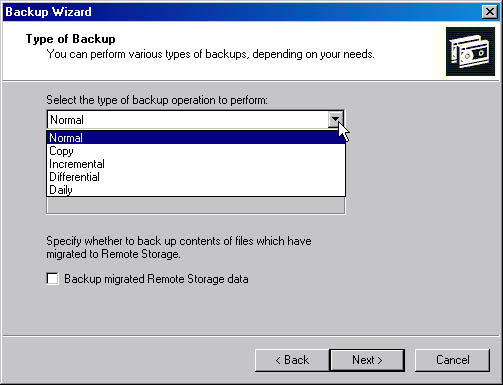 Backup Wizard
Type of Backup
You can perform various types of backups, depending on your needs.
Select the type of backup operation to perform:
Normal
Normal
Copy
Incremental
Differential
Daily
Specify whether to back up contents of files which have
migrated to Remote Storage.
Backup migrated Remote Storage data
< Back Next > Cancel